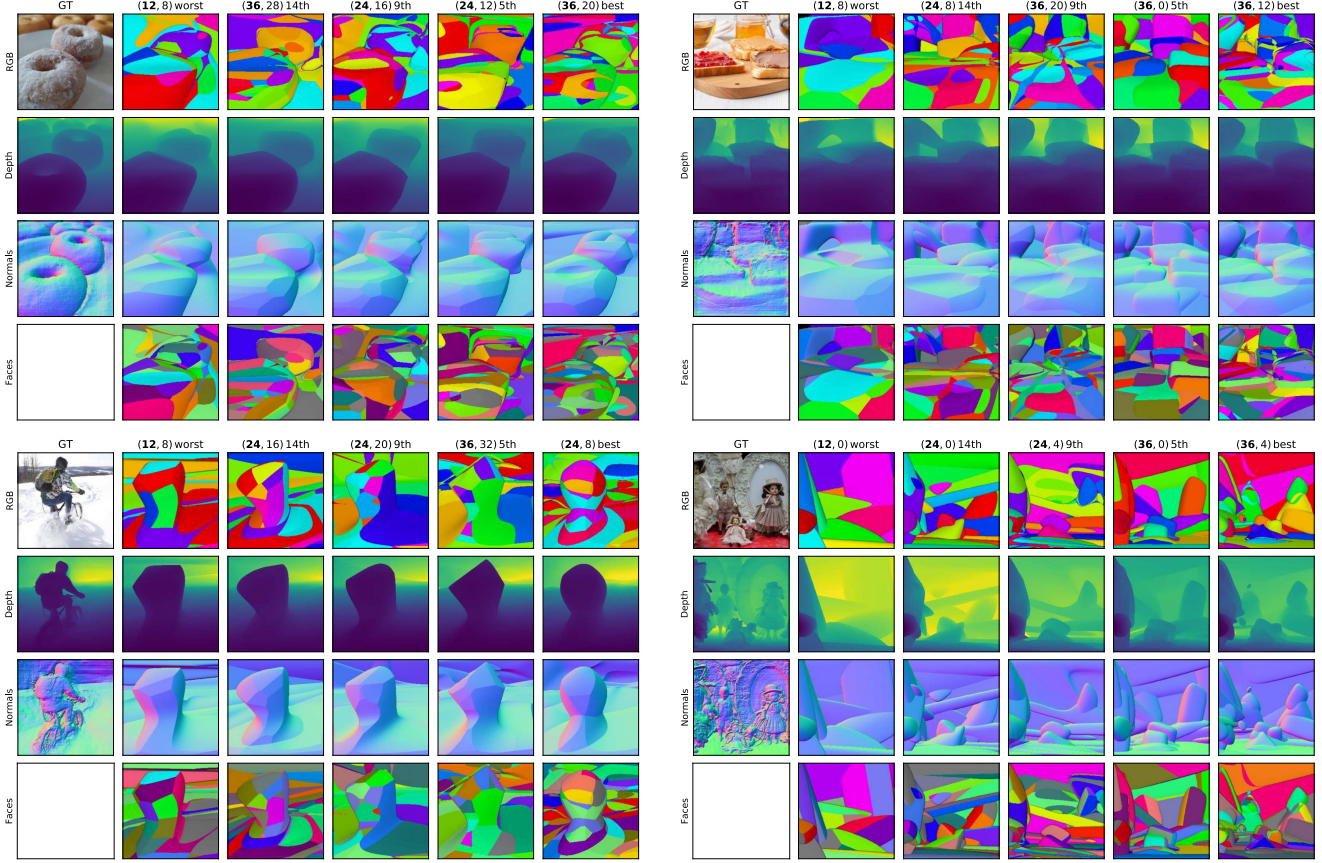 GT (12, 8) worst (36, 28) 14th (24, 16) 9th (24, 12) 5th (36, 20) best
RGB
Depth
Normals
Faces
GT (12, 8) worst (24, 8) 14th (36, 20) 9th (36, 0) 5th (36, 12) best
RGB
Depth
Normals
Faces
GT (12, 8) worst (24, 16) 14th (24, 20) 9th (36, 32) 5th (24, 8) best
RGB
Depth
Normals
Faces
GT (12, 0) worst (24, 0) 14th (24, 4) 9th (36, 0) 5th (36, 4) best
RGB
Depth
Normals
Faces